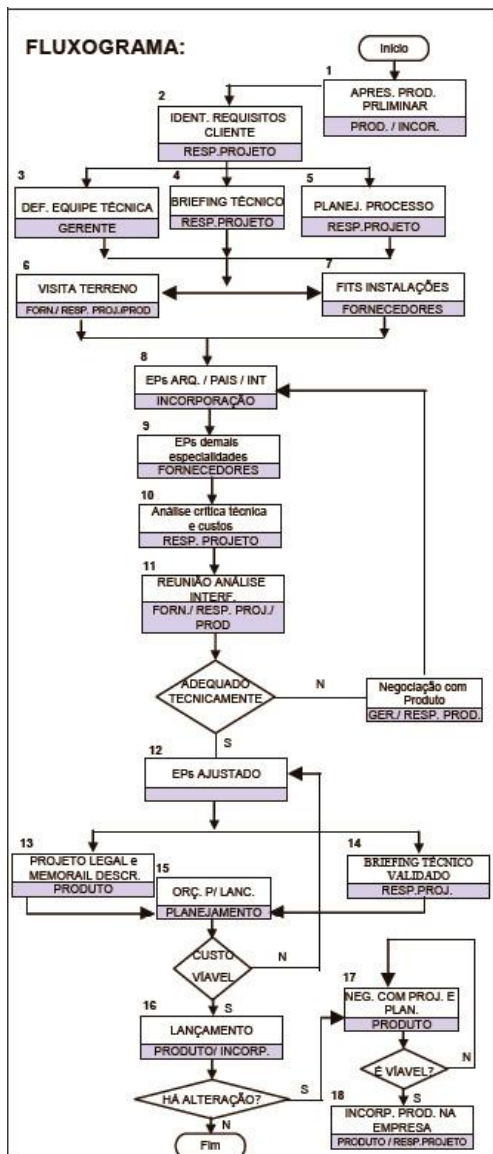 FLUXOGRAMA:
Início
1
APRES. PROD.
PRLIMINAR
PROD. / INCOR.
2
IDENT. REQUISITOS
CLIENTE
RESP.PROJETO
3
DEF. EQUIPE TÉCNICA
GERENTE
4
BRIEFING TÉCNICO
RESP.PROJETO
5
PLANEJ. PROCESSO
RESP.PROJETO
6
VISITA TERRENO
FORN./ RESP. PROJ./PROD
7
FITS INSTALAÇÕES
FORNECEDORES
8
EPs ARQ. / PAIS / INT
INCORPORAÇÃO
9
EPs demais
especialidades
FORNECEDORES
10
Análise crítica técnica
e custos
RESP. PROJETO
11
REUNIÃO ANÁLISE
INTERF.
FORN./ RESP. PROJ./
PROD
ADEQUADO
TECNICAMENTE
N
Negociação com
Produto
GER./ RESP. PROD.
S
12
EPs AJUSTADO
13
PROJETO LEGAL e
MEMORAIL DESCR.
PRODUTO
14
BRIEFING TÉCNICO
VALIDADO
RESP.PROJ.
15
ORÇ. P/ LANC.
PLANEJAMENTO
CUSTO
VÍAVEL
N
S
16
LANÇAMENTO
PRODUTO/ INCORP.
17
NEG. COM PROJ. E
PLAN.
PRODUTO
HÁ ALTERAÇÃO?
S
N
Fim
É VÍAVEL?
N
S
18
INCORP. PROD. NA
EMPRESA
PRODUTO / RESP.PROJETO